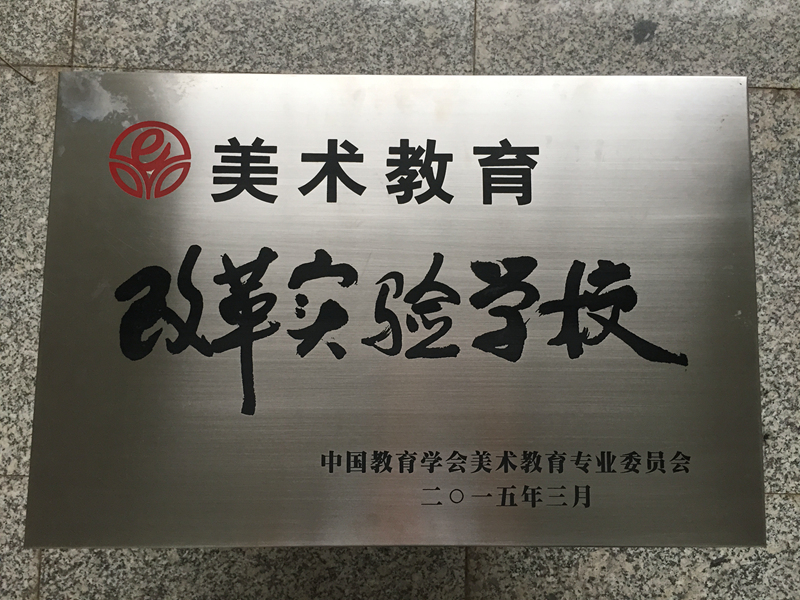 美术教育
改革实验学校
中国教育学会美术教育专业委员会
二〇一五年三月